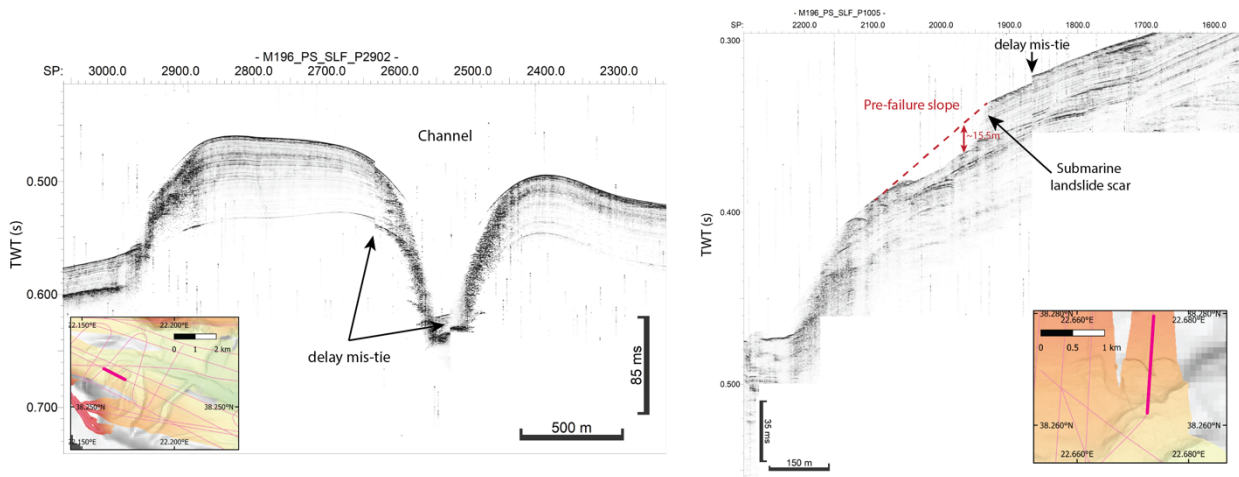 - M196_PS_SLF_P2902 -
SP: 3000.0 2900.0 2800.0 2700.0 2600.0 2500.0 2400.0 2300.0
Channel
TWT (s)
0.500
0.600
0.700
delay mis-tie
85 ms
500 m
22.150°E 22.200°E
0 1 2 km
38.250°N 38.250°N
22.150°E 22.200°E
- M196_PS_SLF_P1005 -
SP: 2200.0 2100.0 2000.0 1900.0 1800.0 1700.0 1600.0
0.300
delay mis-tie
Pre-failure slope
~15.5m
Submarine
landslide scar
TWT (s)
0.400
0.500
35 ms
150 m
38.280°N 22.660°E 22.680°E 38.280°N
0 0.5 1 km
38.260°N 38.260°N
22.660°E 22.680°E